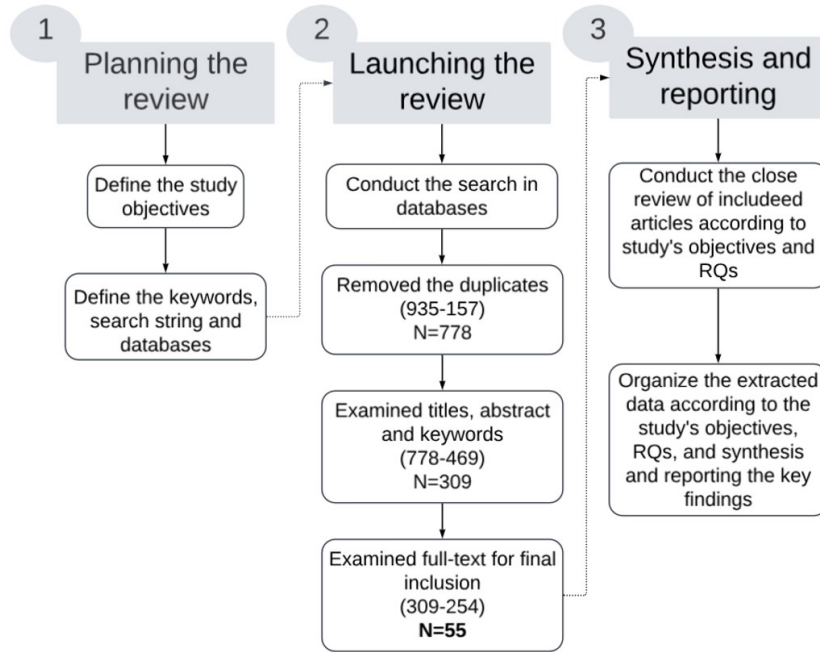 1
Planning the
review
Define the study
objectives
Define the keywords,
search string and
databases
2
Launching the
review
Conduct the search in
databases
Removed the duplicates
(935-157)
N=778
Examined titles, abstract
and keywords
(778-469)
N=309
Examined full-text for final
inclusion
(309-254)
N=55
3
Synthesis and
reporting
Conduct the close
review of includeed
articles according to
study's objectives and
RQs
Organize the extracted
data according to the
study's objectives,
RQs, and synthesis
and reporting the key
findings